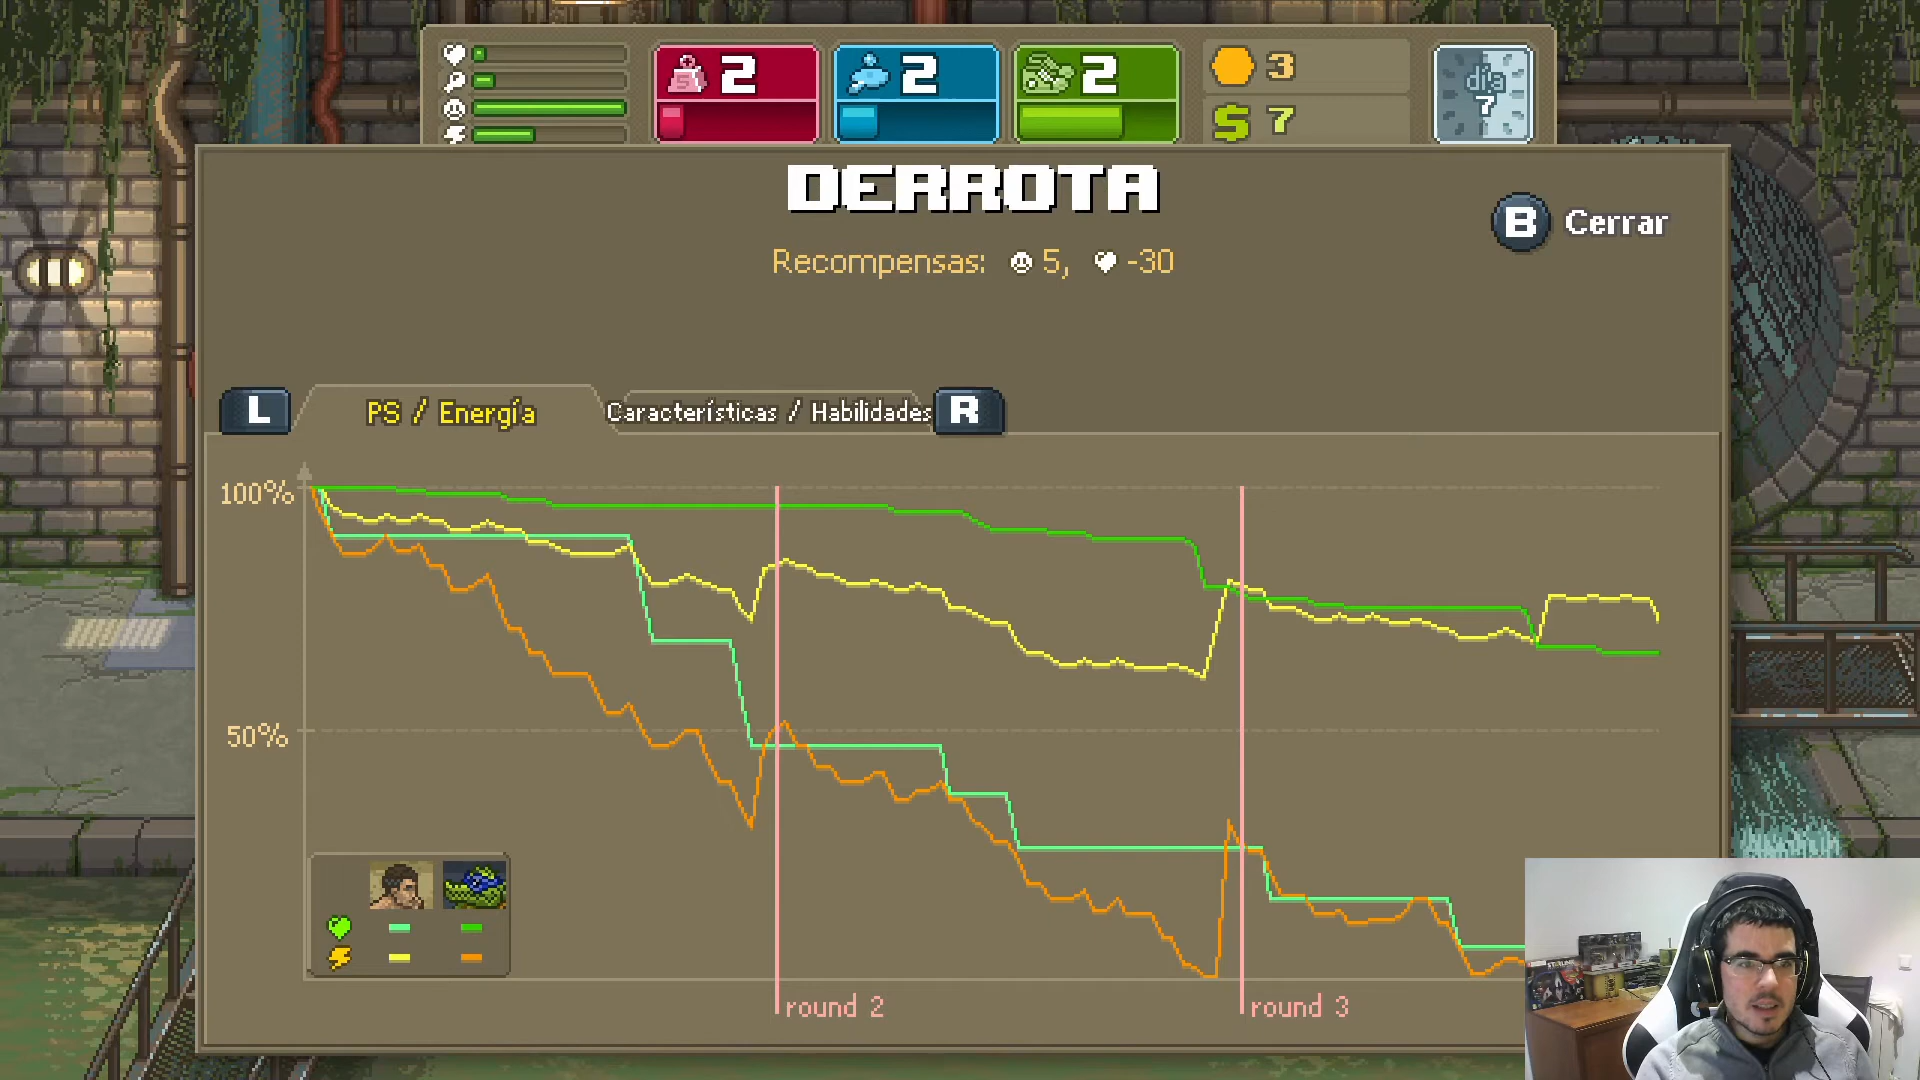 2
2
2
3
$ 7
día
7
DERROTA
B Cerrar
Recompensas: 5, -30
L
PS / Energía
Características / Habilidades
R
100%
50%
round 2
round 3